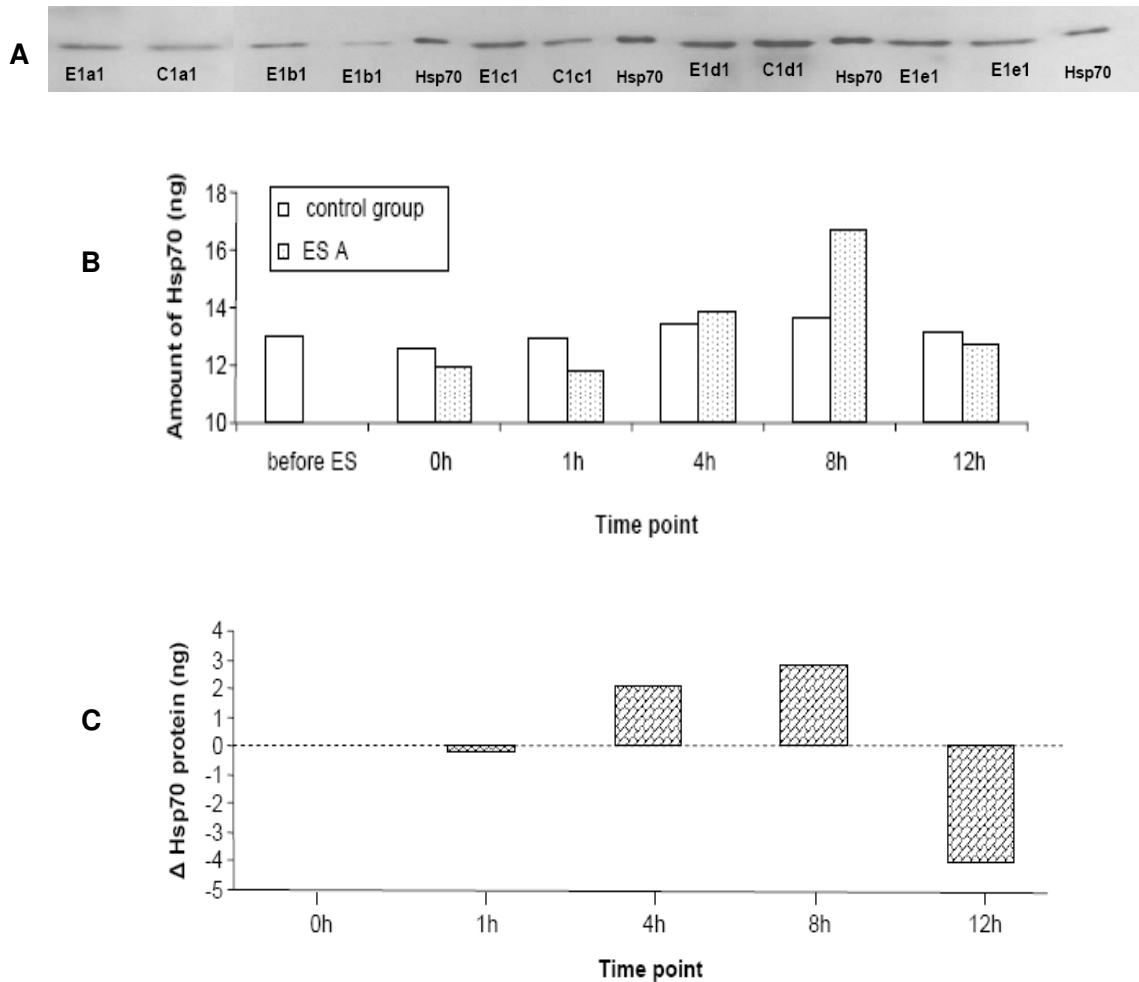 A
E1a1 C1a1 E1b1 E1b1 Hsp70 E1c1 C1c1 Hsp70 E1d1 C1d1 Hsp70 E1e1 E1e1 Hsp70
B
Amount of Hsp70 (ng)
18
16
14
12
10
control group
ES A
before ES 0h 1h 4h 8h 12h
Time point
C
Δ Hsp70 protein (ng)
4
3
2
1
0
-1
-2
-3
-4
-5
0h 1h 4h 8h 12h
Time point